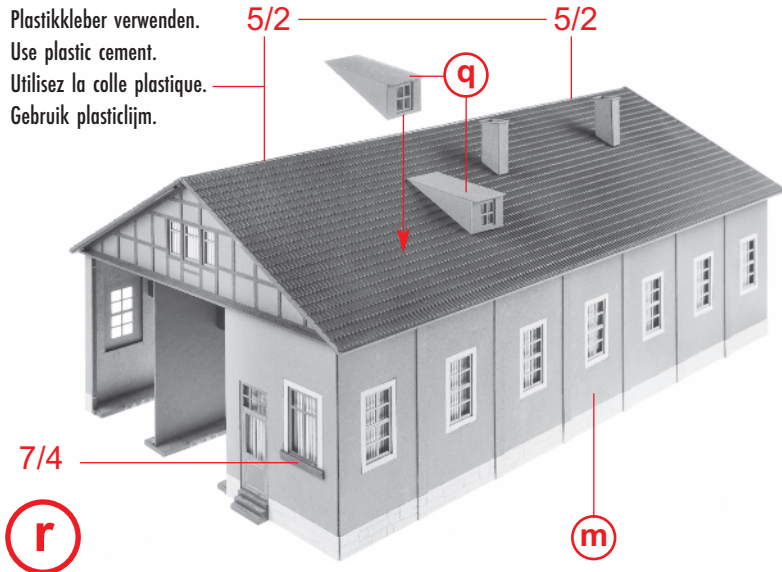 Plastikkleber verwenden.
Use plastic cement.
Utilisez la colle plastique.
Gebruik plasticlijm.
5/2 5/2
q
7/4
r
m